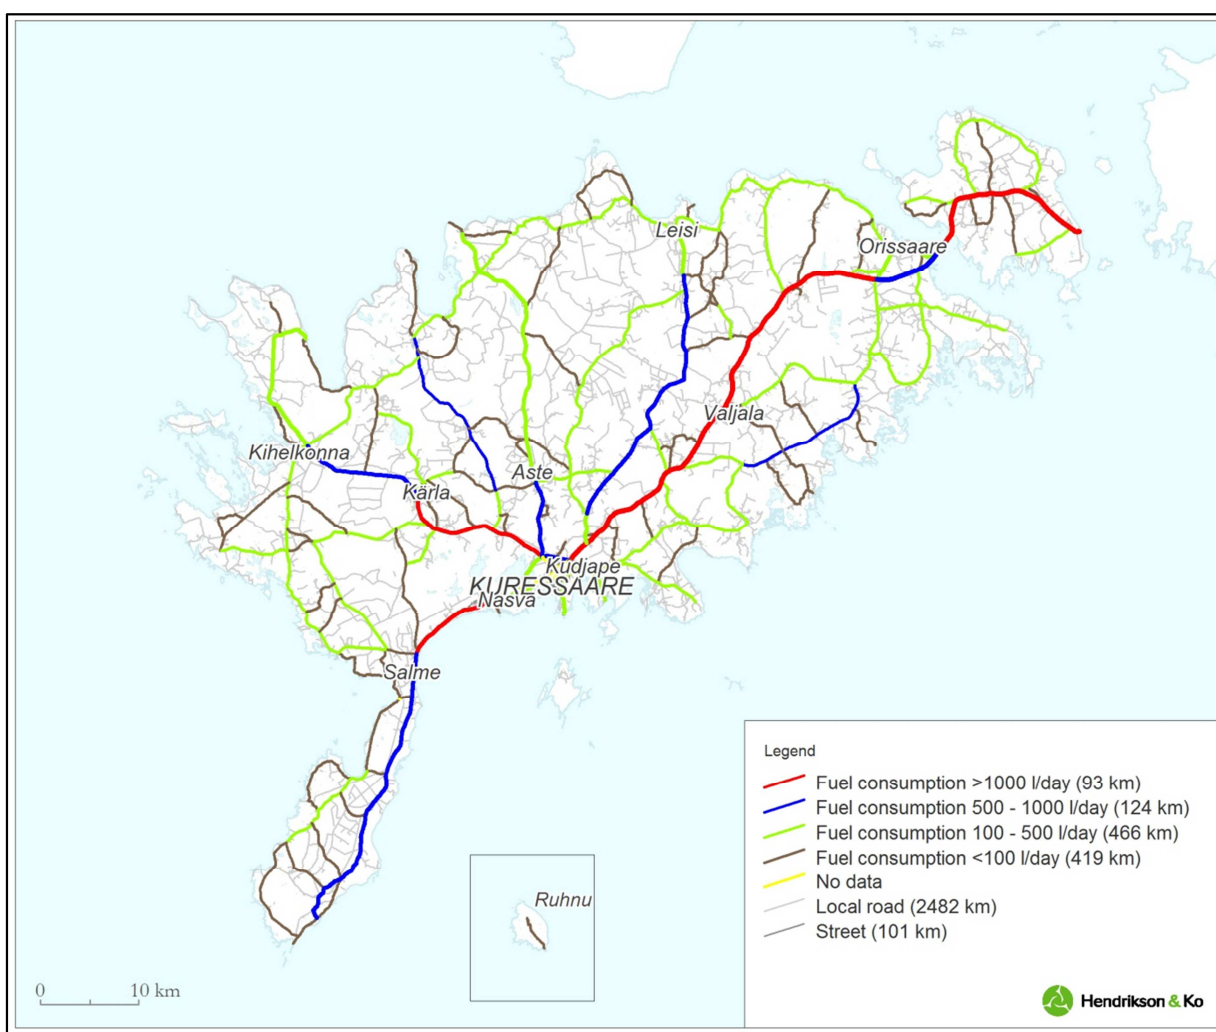 Leisi
Orissaare
Valjala
Kihelkonna
Aste
Kärla
Kudjape
KURESSAARE
Nasva
Salme
Ruhnu
Legend
Fuel consumption >1000 l/day (93 km)
Fuel consumption 500 - 1000 l/day (124 km)
Fuel consumption 100 - 500 l/day (466 km)
Fuel consumption <100 l/day (419 km)
No data
Local road (2482 km)
Street (101 km)
0 10 km
Hendrikson & Ko